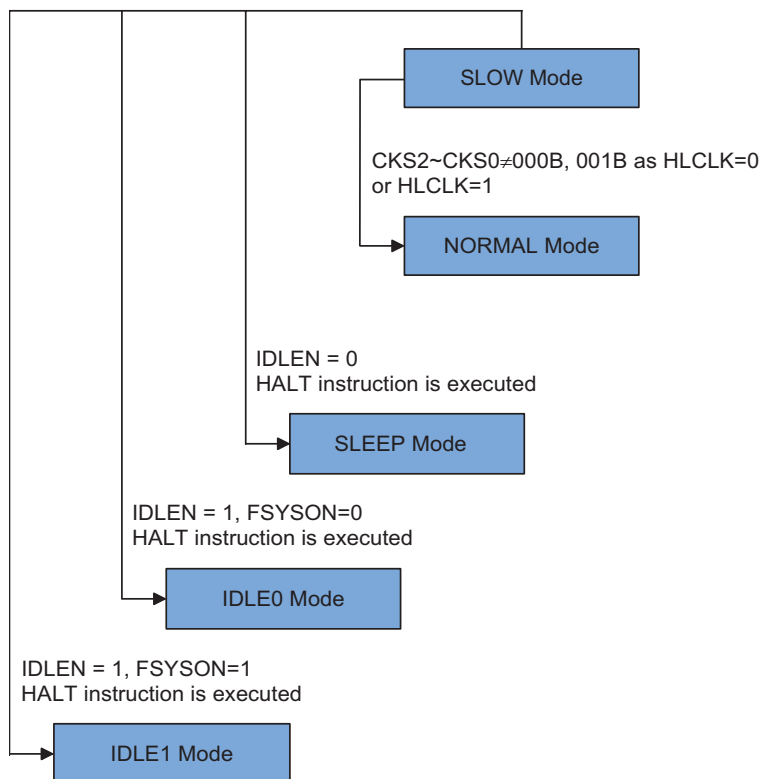 SLOW Mode
CKS2~CKS0≠000B, 001B as HLCLK=0
or HLCLK=1
NORMAL Mode
IDLEN = 0
HALT instruction is executed
SLEEP Mode
IDLEN = 1, FSYSON=0
HALT instruction is executed
IDLE0 Mode
IDLEN = 1, FSYSON=1
HALT instruction is executed
IDLE1 Mode